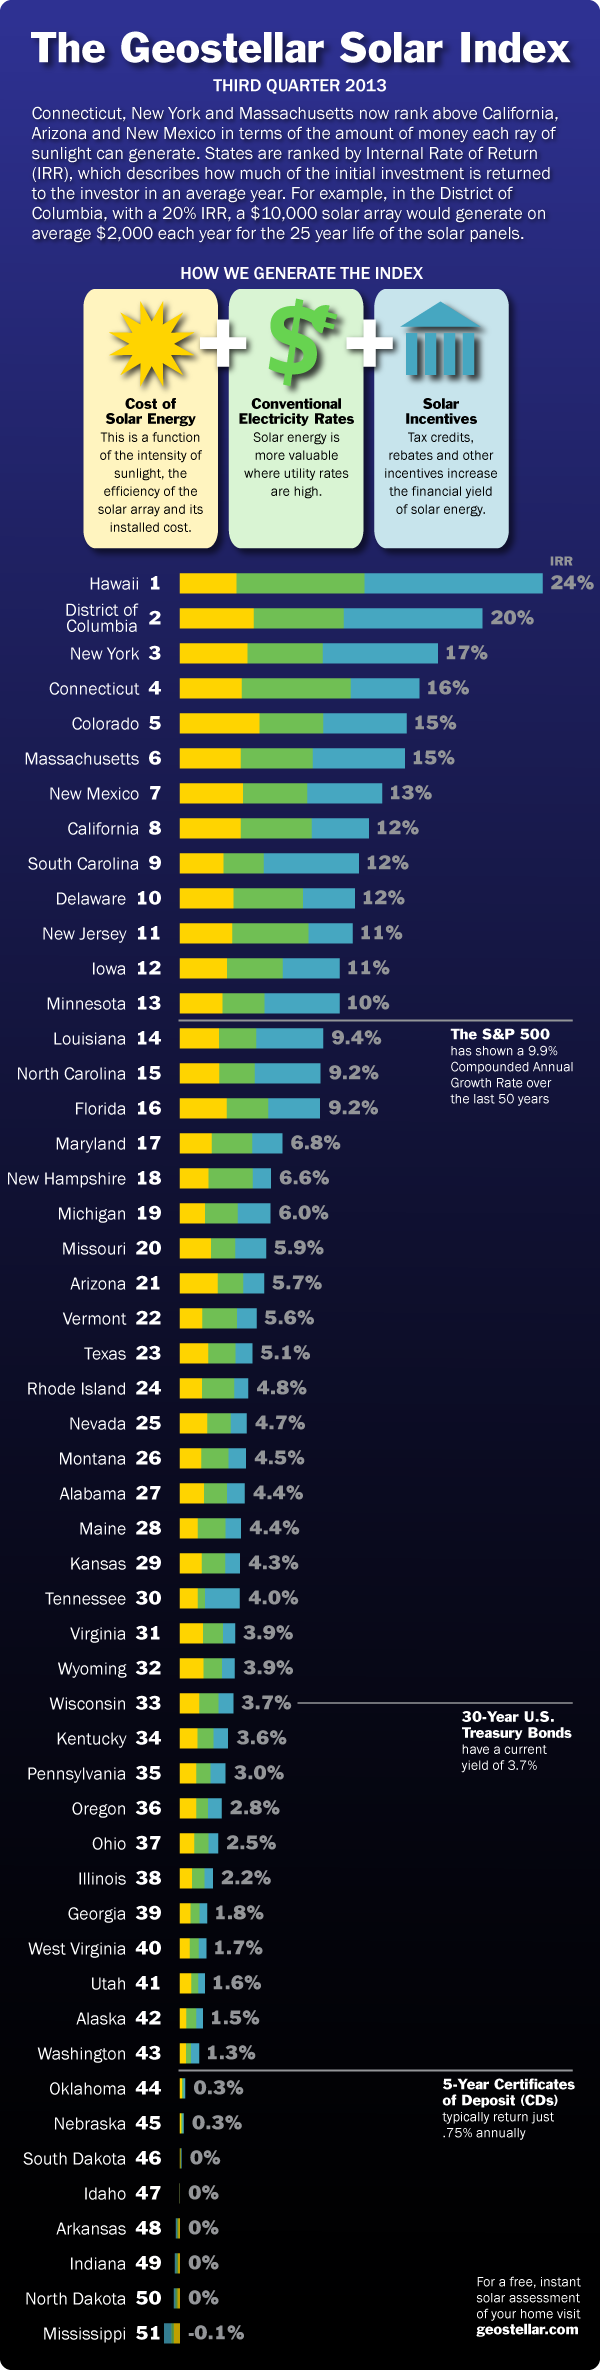 The Geostellar Solar Index
THIRD QUARTER 2013
Connecticut, New York and Massachusetts now rank above California,
Arizona and New Mexico in terms of the amount of money each ray of
sunlight can generate. States are ranked by Internal Rate of Return
(IRR), which describes how much of the initial investment is returned
to the investor in an average year. For example, in the District of
Columbia, with a 20% IRR, a $10,000 solar array would generate on
average $2,000 each year for the 25 year life of the solar panels.
HOW WE GENERATE THE INDEX
Cost of
Solar Energy
This is a function
of the intensity of
sunlight, the
efficiency of the
solar array and its
installed cost.
Conventional
Electricity Rates
Solar energy is
more valuable
where utility rates
are high.
Solar
Incentives
Tax credits,
rebates and other
incentives increase
the financial yield
of solar energy.
IRR
Hawaii 1 24%
District of
Columbia 2 20%
New York 3 17%
Connecticut 4 16%
Colorado 5 15%
Massachusetts 6 15%
New Mexico 7 13%
California 8 12%
South Carolina 9 12%
Delaware 10 12%
New Jersey 11 11%
Iowa 12 11%
Minnesota 13 10%
The S&P 500
has shown a 9.9%
Compounded Annual
Growth Rate over
the last 50 years
Louisiana 14 9.4%
North Carolina 15 9.2%
Florida 16 9.2%
Maryland 17 6.8%
New Hampshire 18 6.6%
Michigan 19 6.0%
Missouri 20 5.9%
Arizona 21 5.7%
Vermont 22 5.6%
Texas 23 5.1%
Rhode Island 24 4.8%
Nevada 25 4.7%
Montana 26 4.5%
Alabama 27 4.4%
Maine 28 4.4%
Kansas 29 4.3%
Tennessee 30 4.0%
Virginia 31 3.9%
Wyoming 32 3.9%
Wisconsin 33 3.7%
30-Year U.S.
Treasury Bonds
have a current
yield of 3.7%
Kentucky 34 3.6%
Pennsylvania 35 3.0%
Oregon 36 2.8%
Ohio 37 2.5%
Illinois 38 2.2%
Georgia 39 1.8%
West Virginia 40 1.7%
Utah 41 1.6%
Alaska 42 1.5%
Washington 43 1.3%
5-Year Certificates
of Deposit (CDs)
typically return just
.75% annually
Oklahoma 44 0.3%
Nebraska 45 0.3%
South Dakota 46 0%
Idaho 47 0%
Arkansas 48 0%
Indiana 49 0%
North Dakota 50 0%
Mississippi 51 -0.1%
For a free, instant
solar assessment
of your home visit
geostellar.com